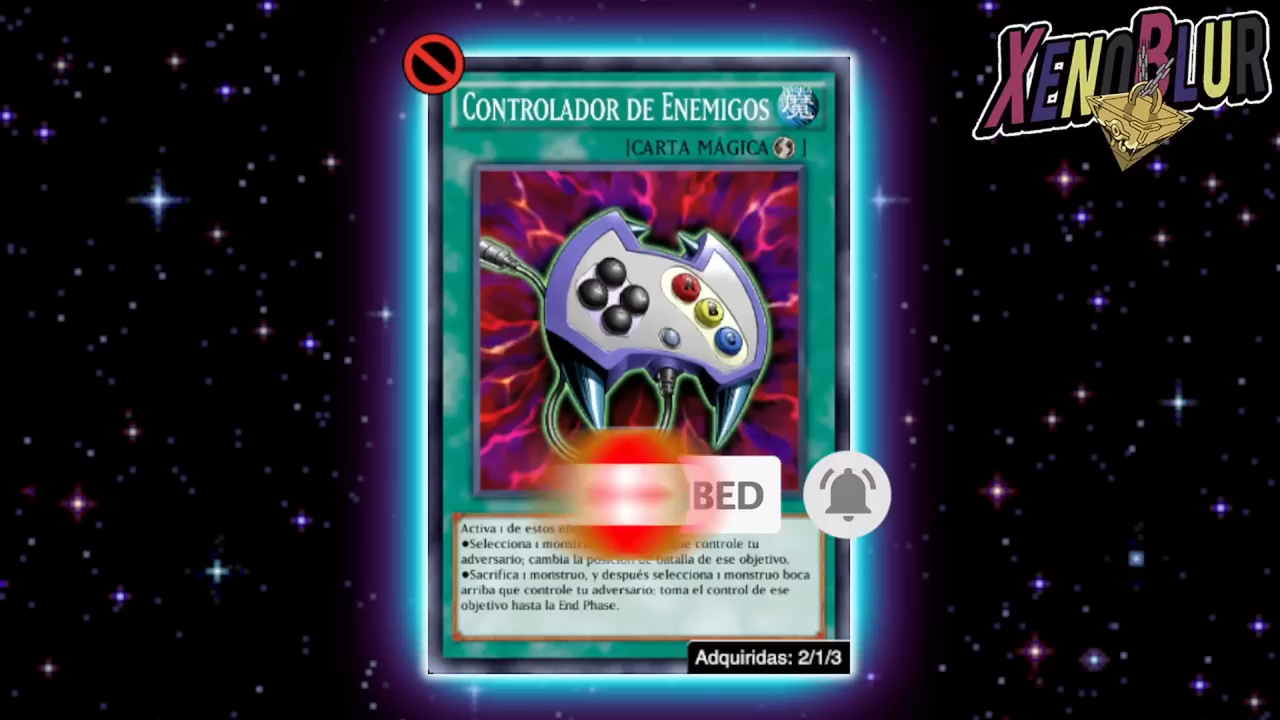 XENOBLUR
CONTROLADOR DE ENEMIGOS
魔
[CARTA MÁGICA ]
A
B
C
BED
Activa 1 de estos
●Selecciona 1 que controle tu
adversario; cambia la posición de batalla de ese objetivo.
●Sacrifica 1 monstruo, y después selecciona 1 monstruo boca
arriba que controle tu adversario; toma el control de ese
objetivo hasta la End Phase.
Adquiridas: 2/1/3